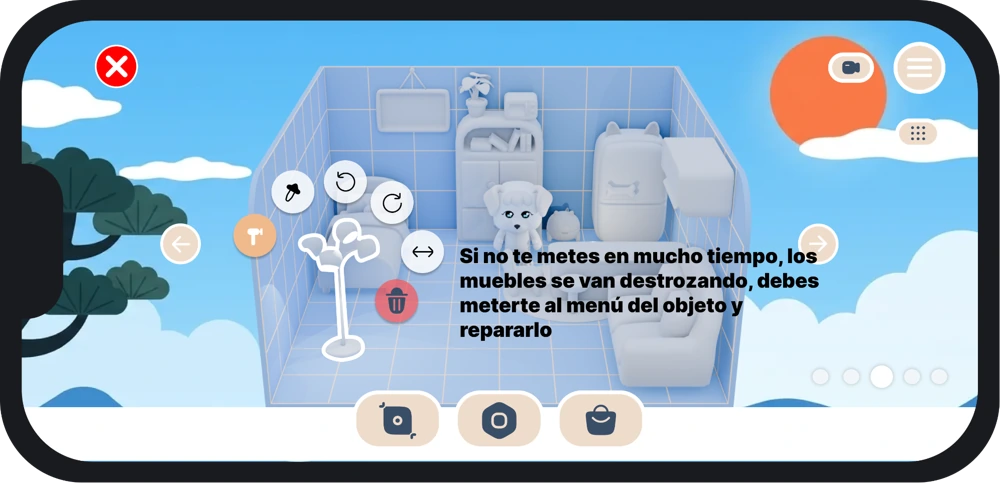 Si no te metes en mucho tiempo, los
muebles se van destrozando, debes
meterte al menú del objeto y
repararlo